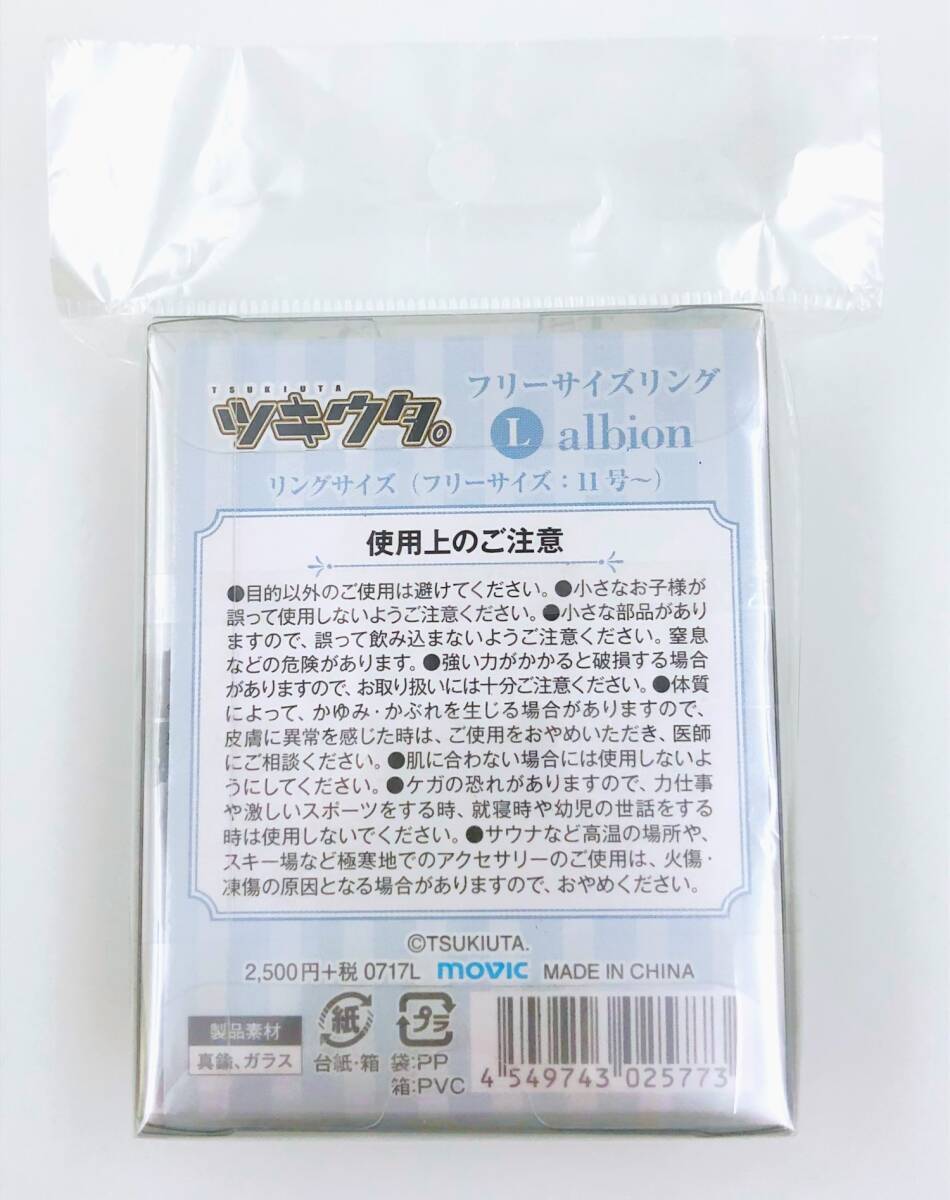 TSUKIUTA
ツキウタ。
フリーサイズリング
L albion
リングサイズ（フリーサイズ：11号～）
使用上のご注意
●目的以外のご使用は避けてください。●小さなお子様が
誤って使用しないようご注意ください。●小さな部品があり
ますので、誤って飲み込まないようご注意ください。窒息
などの危険があります。●強い力がかかると破損する場合
がありますので、お取り扱いには十分ご注意ください。●体質
によって、かゆみ・かぶれを生じる場合がありますので、
皮膚に異常を感じた時は、ご使用をおやめいただき、医師
にご相談ください。●肌に合わない場合には使用しないよ
うにしてください。●ケガの恐れがありますので、力仕事
や激しいスポーツをする時、就寝時や幼児の世話をする
時は使用しないでください。●サウナなど高温の場所や、
スキー場など極寒地でのアクセサリーのご使用は、火傷・
凍傷の原因となる場合がありますので、おやめください。
©TSUKIUTA.
2,500円+税 0717L movic MADE IN CHINA
製品素材
真鍮、ガラス
紙
台紙・箱
プラ
袋:PP
箱:PVC
4 549743 025773